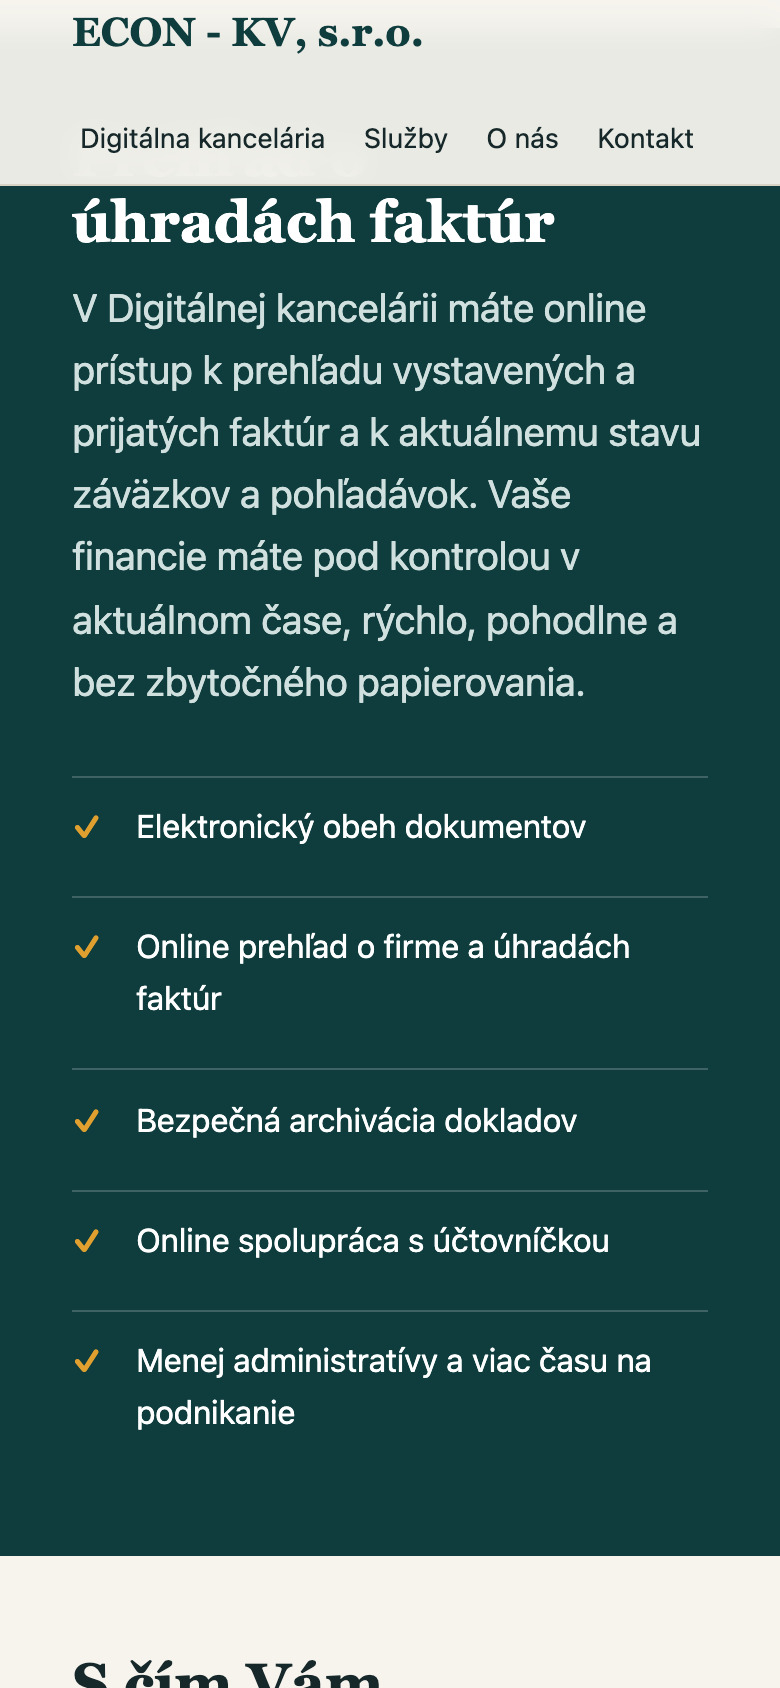 ECON - KV, s.r.o.
Digitálna kancelária Služby O nás Kontakt
úhradách faktúr
V Digitálnej kancelárii máte online
prístup k prehľadu vystavených a
prijatých faktúr a k aktuálnemu stavu
záväzkov a pohľadávok. Vaše
financie máte pod kontrolou v
aktuálnom čase, rýchlo, pohodlne a
bez zbytočného papierovania.
Elektronický obeh dokumentov
Online prehľad o firme a úhradách
faktúr
Bezpečná archivácia dokladov
Online spolupráca s účtovníčkou
Menej administratívy a viac času na
podnikanie
S čím Vám